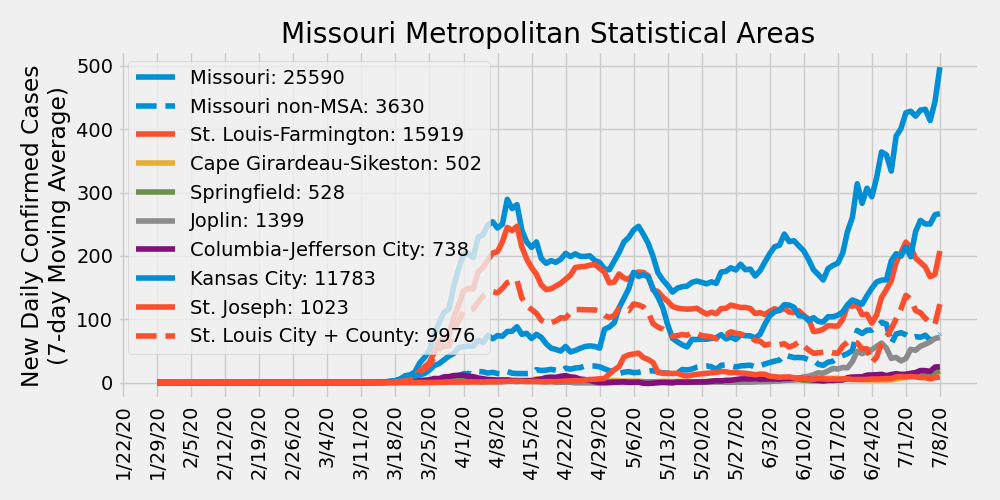 Missouri Metropolitan Statistical Areas
New Daily Confirmed Cases
(7-day Moving Average)
500
400
300
200
100
0
Missouri: 25590
Missouri non-MSA: 3630
St. Louis-Farmington: 15919
Cape Girardeau-Sikeston: 502
Springfield: 528
Joplin: 1399
Columbia-Jefferson City: 738
Kansas City: 11783
St. Joseph: 1023
St. Louis City + County: 9976
1/22/20
1/29/20
2/5/20
2/12/20
2/19/20
2/26/20
3/4/20
3/11/20
3/18/20
3/25/20
4/1/20
4/8/20
4/15/20
4/22/20
4/29/20
5/6/20
5/13/20
5/20/20
5/27/20
6/3/20
6/10/20
6/17/20
6/24/20
7/1/20
7/8/20